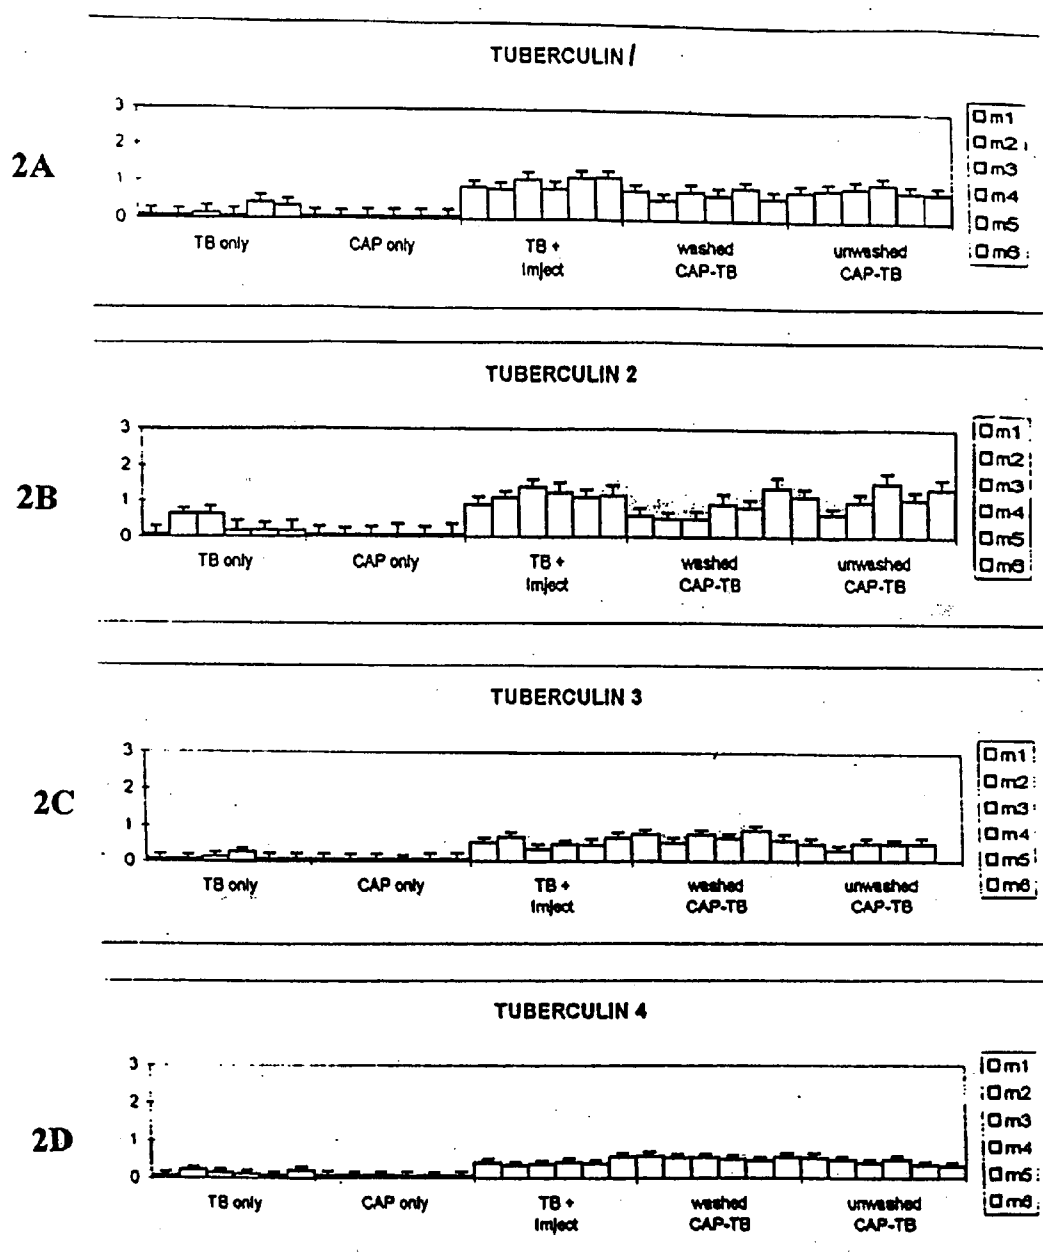 TUBERCULIN 1
2A
3
2
1
0
TB only
CAP only
TB +
Imject
washed
CAP-TB
unwashed
CAP-TB
m1
m2
m3
m4
m5
m6
TUBERCULIN 2
2B
3
2
1
0
TB only
CAP only
TB +
Imject
washed
CAP-TB
unwashed
CAP-TB
m1
m2
m3
m4
m5
m6
TUBERCULIN 3
2C
3
2
1
0
TB only
CAP only
TB +
Imject
washed
CAP-TB
unwashed
CAP-TB
m1
m2
m3
m4
m5
m6
TUBERCULIN 4
2D
3
2
1
0
TB only
CAP only
TB +
Imject
washed
CAP-TB
unwashed
CAP-TB
m1
m2
m3
m4
m5
m6